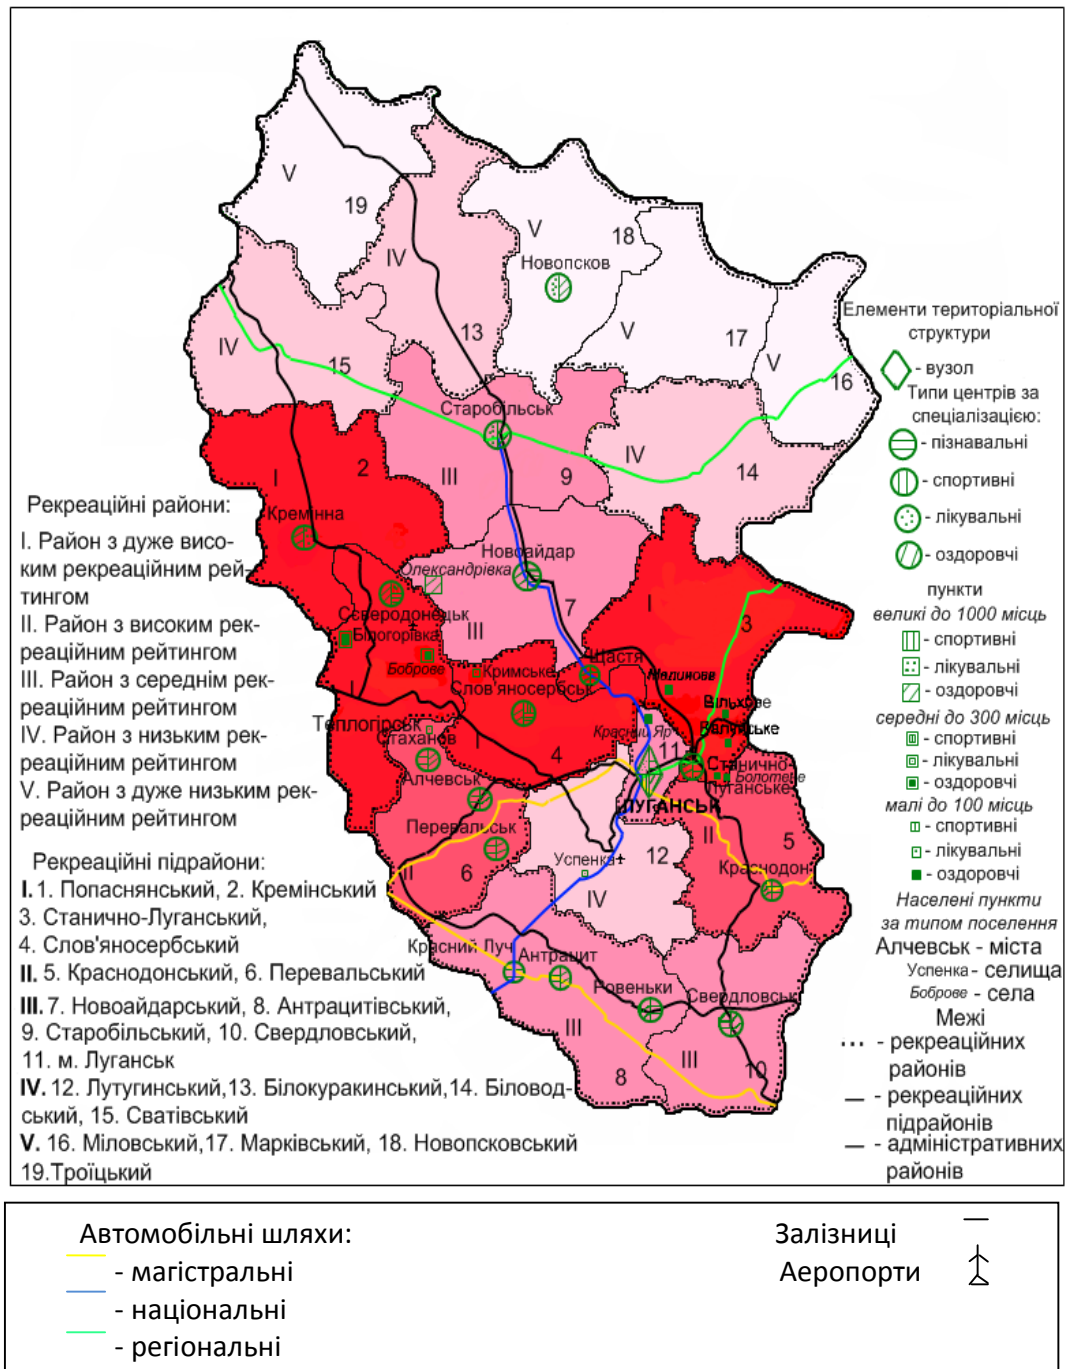 V
19
IV
V
18
Новопсков
13
V
17
V
16
IV
15
Старобільськ
III
9
IV
14
I
2
Кремінна
Новоайдар
Олександрівка
7
III
I
3
Сєверодонецьк
Білогорівка
Боброве
Кримське
Слов'яносербськ
Щастя
Малинове
Вільхове
Валуйське
Красний Яр
11
Станично-
Луганське
Болотене
I
Теплогірськ
Стаханов
I
4
Алчевськ
ЛУГАНСЬК
II
5
Перевальськ
Краснодон
II
6
Успенка
12
IV
Красний Луч
Антрацит
Ровеньки
Свердловськ
III
8
III
10
Рекреаційні райони:
I. Район з дуже висо-
ким рекреаційним рей-
тингом
II. Район з високим рек-
реаційним рейтингом
III. Район з середнім рек-
реаційним рейтингом
IV. Район з низьким рек-
реаційним рейтингом
V. Район з дуже низьким рек-
реаційним рейтингом
Рекреаційні підрайони:
I. 1. Попаснянський, 2. Кремінський
3. Станично-Луганський,
4. Слов'яносербський
II. 5. Краснодонський, 6. Перевальський
III. 7. Новоайдарський, 8. Антрацитівський,
9. Старобільський, 10. Свердловський,
11. м. Луганськ
IV. 12. Лутугинський,13. Білокуракинський,14. Біловод-
ський, 15. Сватівський
V. 16. Міловський,17. Марківський, 18. Новопсковський
19.Троїцький
Елементи територіальної
структури
- вузол
Типи центрів за
спеціалізацією:
- пізнавальні
- спортивні
- лікувальні
- оздоровчі
пункти
великі до 1000 місць
- спортивні
- лікувальні
- оздоровчі
середні до 300 місць
- спортивні
- лікувальні
- оздоровчі
малі до 100 місць
- спортивні
- лікувальні
- оздоровчі
Населені пункти
за типом поселення
Алчевськ - міста
Успенка - селища
Боброве - села
Межі
- рекреаційних
районів
- рекреаційних
підрайонів
- адміністративних
районів
Автомобільні шляхи:
- магістральні
- національні
- регіональні
Залізниці
Аеропорти